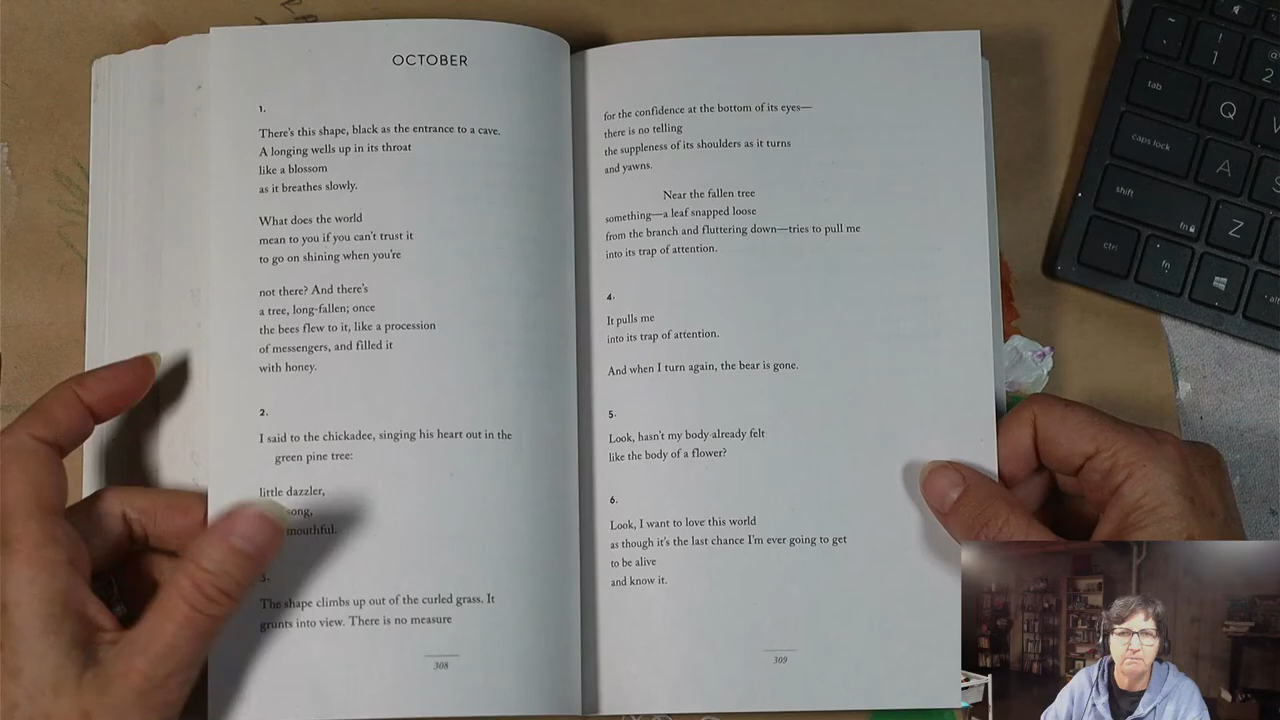 OCTOBER
1.
There's this shape, black as the entrance to a cave.
A longing wells up in its throat
like a blossom
as it breathes slowly.
What does the world
mean to you if you can't trust it
to go on shining when you're
not there? And there's
a tree, long-fallen; once
the bees flew to it, like a procession
of messengers, and filled it
with honey.
2.
I said to the chickadee, singing his heart out in the
green pine tree:
little dazzler,
song,
mouthful.
3.
The shape climbs up out of the curled grass. It
grunts into view. There is no measure
308
for the confidence at the bottom of its eyes—
there is no telling
the suppleness of its shoulders as it turns
and yawns.
Near the fallen tree
something—a leaf snapped loose
from the branch and fluttering down—tries to pull me
into its trap of attention.
4.
It pulls me
into its trap of attention.
And when I turn again, the bear is gone.
5.
Look, hasn't my body already felt
like the body of a flower?
6.
Look, I want to love this world
as though it's the last chance I'm ever going to get
to be alive
and know it.
309
~
!
1
@
2
tab
Q
caps lock
A
S
shift
fn
Z
ctrl
fn
alt